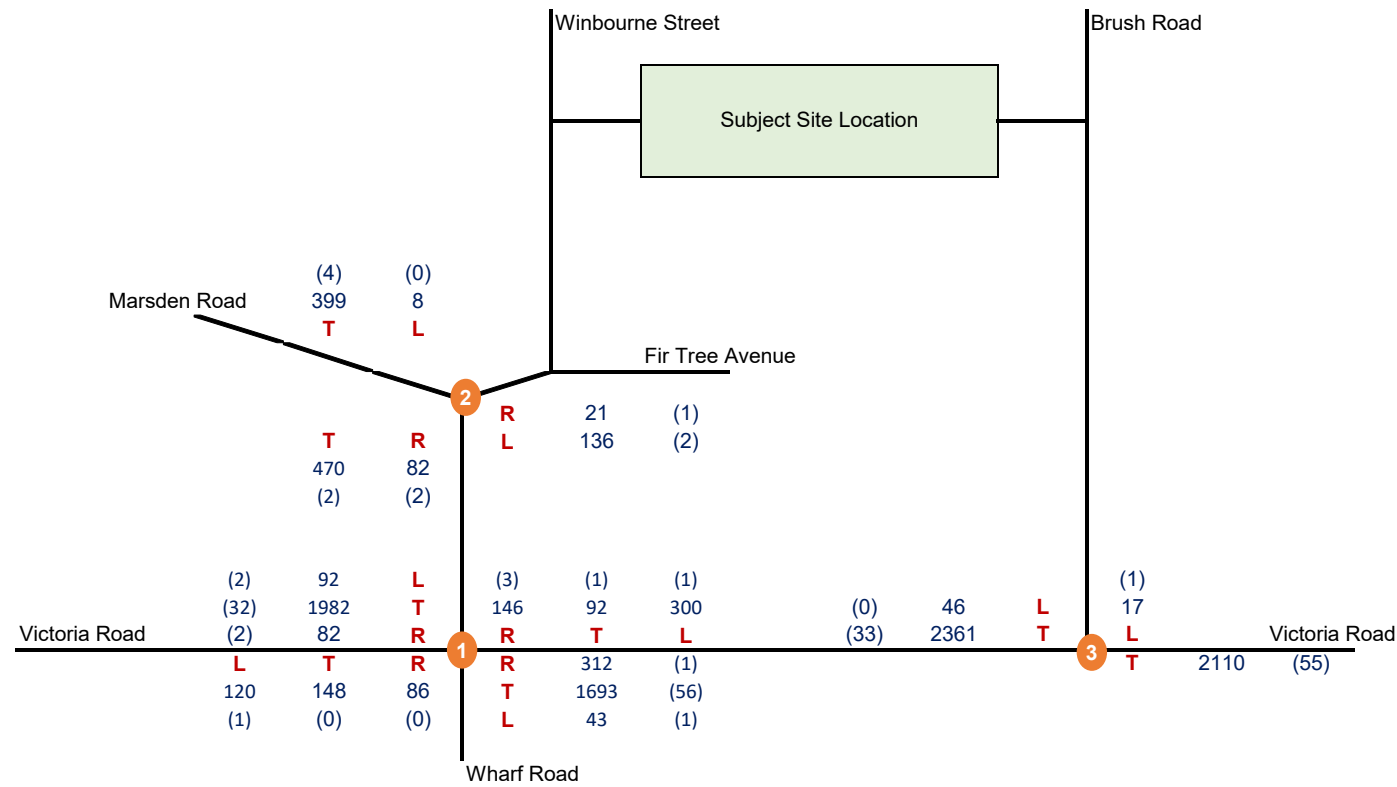 Winbourne Street
Brush Road
Subject Site Location
(4) (0)
Marsden Road 399 8
T L
Fir Tree Avenue
2
R 21 (1)
T R L 136 (2)
470 82
(2) (2)
(2) 92 L (3) (1) (1) (1)
(32) 1982 T 146 92 300 (0) 46 L 17
Victoria Road (2) 82 R R T L (33) 2361 T L Victoria Road
1 3
L T R R 312 (1) T 2110 (55)
120 148 86 T 1693 (56)
(1) (0) (0) L 43 (1)
Wharf Road